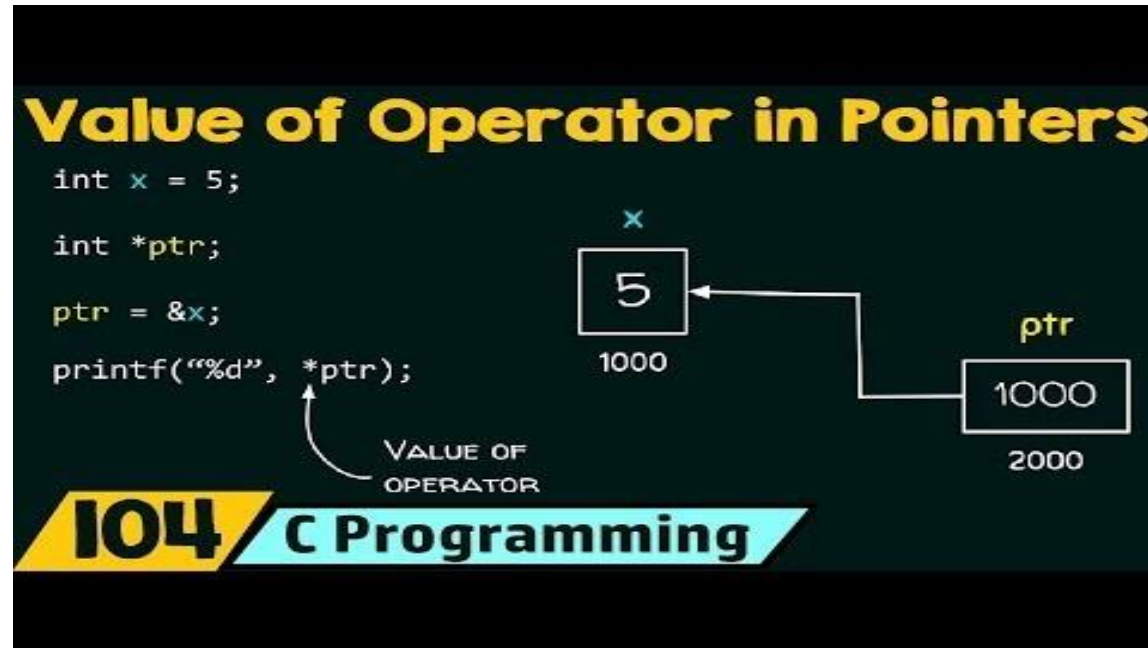 Value of Operator in Pointers
int x = 5;
int *ptr;
ptr = &x;
printf(“%d”, *ptr);
VALUE OF
OPERATOR
x
5
1000
ptr
1000
2000
104
C Programming